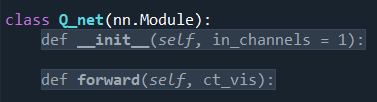 class Q_net(nn.Module):
    def __init__(self, in_channels = 1):
    def forward(self, ct_vis):